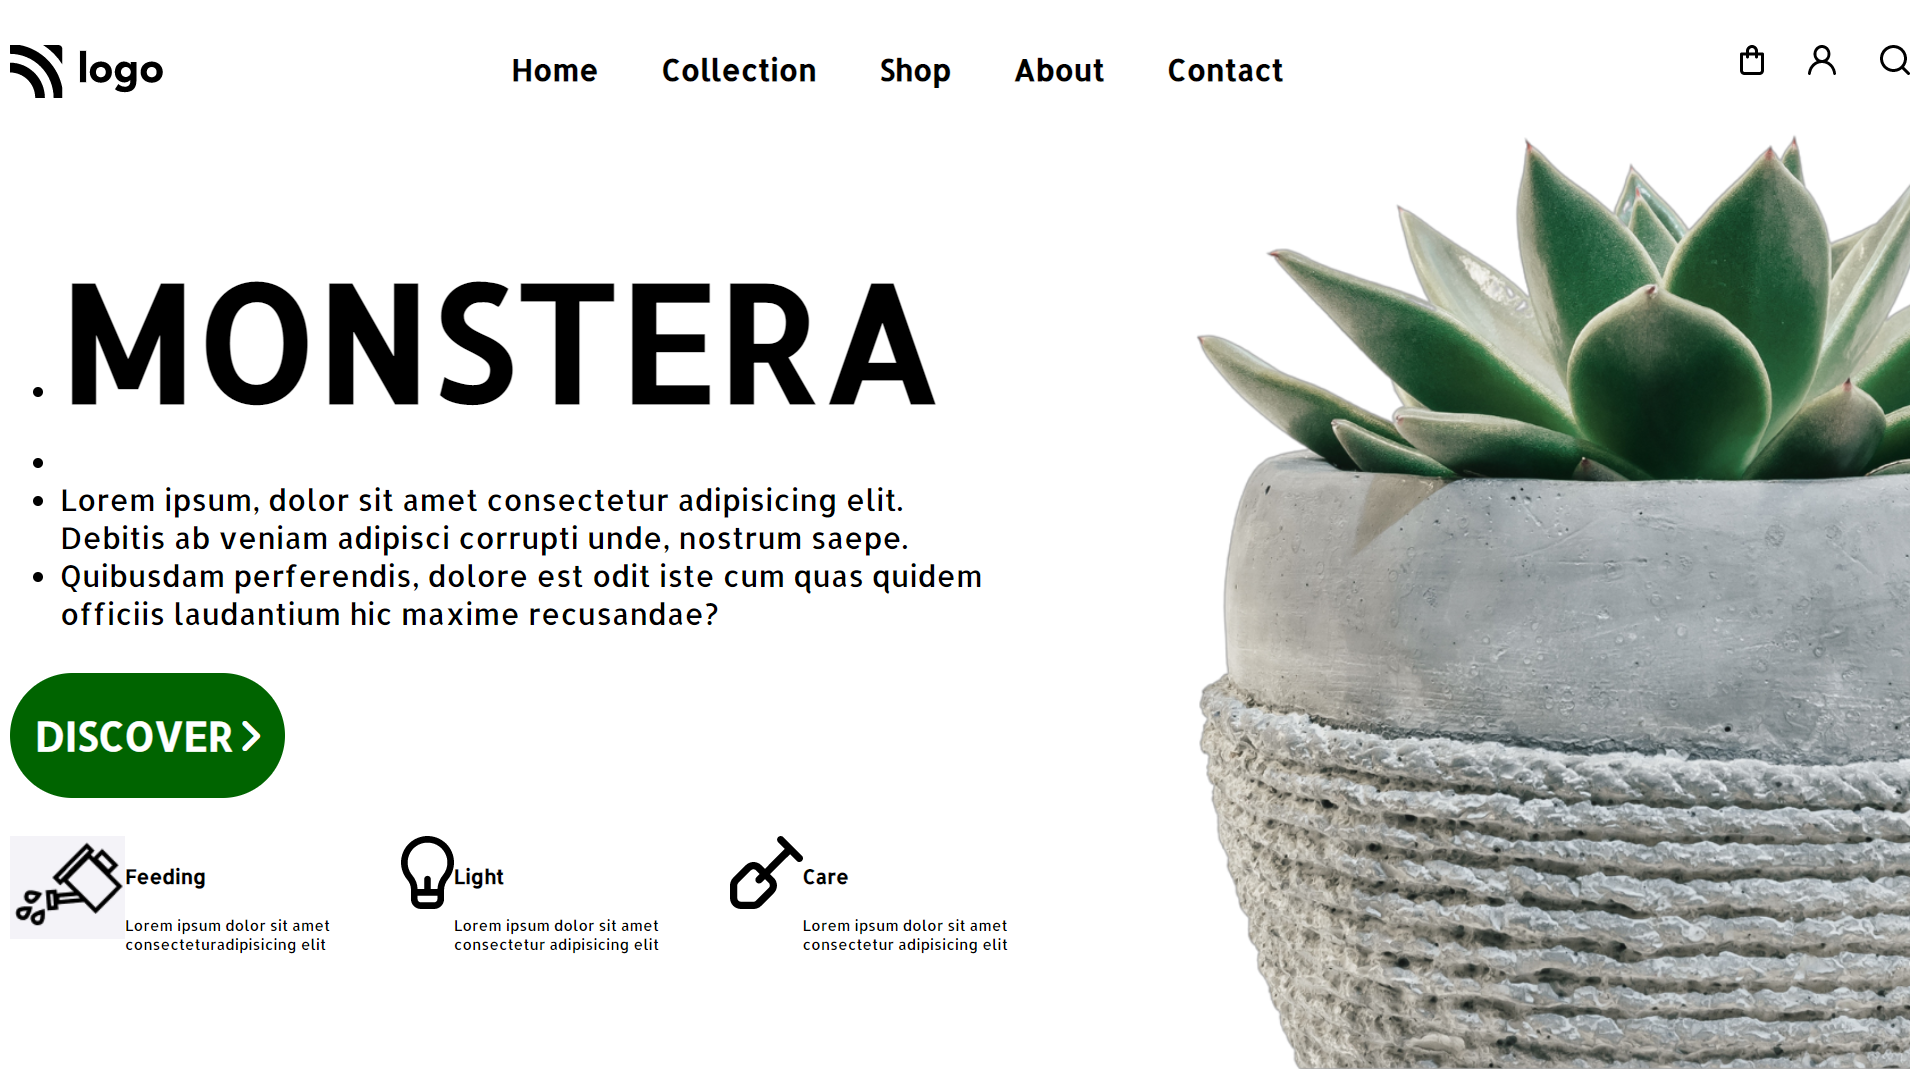 logo
Home Collection Shop About Contact
MONSTERA
Lorem ipsum, dolor sit amet consectetur adipisicing elit.
Debitis ab veniam adipisci corrupti unde, nostrum saepe.
Quibusdam perferendis, dolore est odit iste cum quas quidem
officiis laudantium hic maxime recusandae?
DISCOVER
Feeding
Lorem ipsum dolor sit amet
consecteturadipisicing elit
Light
Lorem ipsum dolor sit amet
consectetur adipisicing elit
Care
Lorem ipsum dolor sit amet
consectetur adipisicing elit